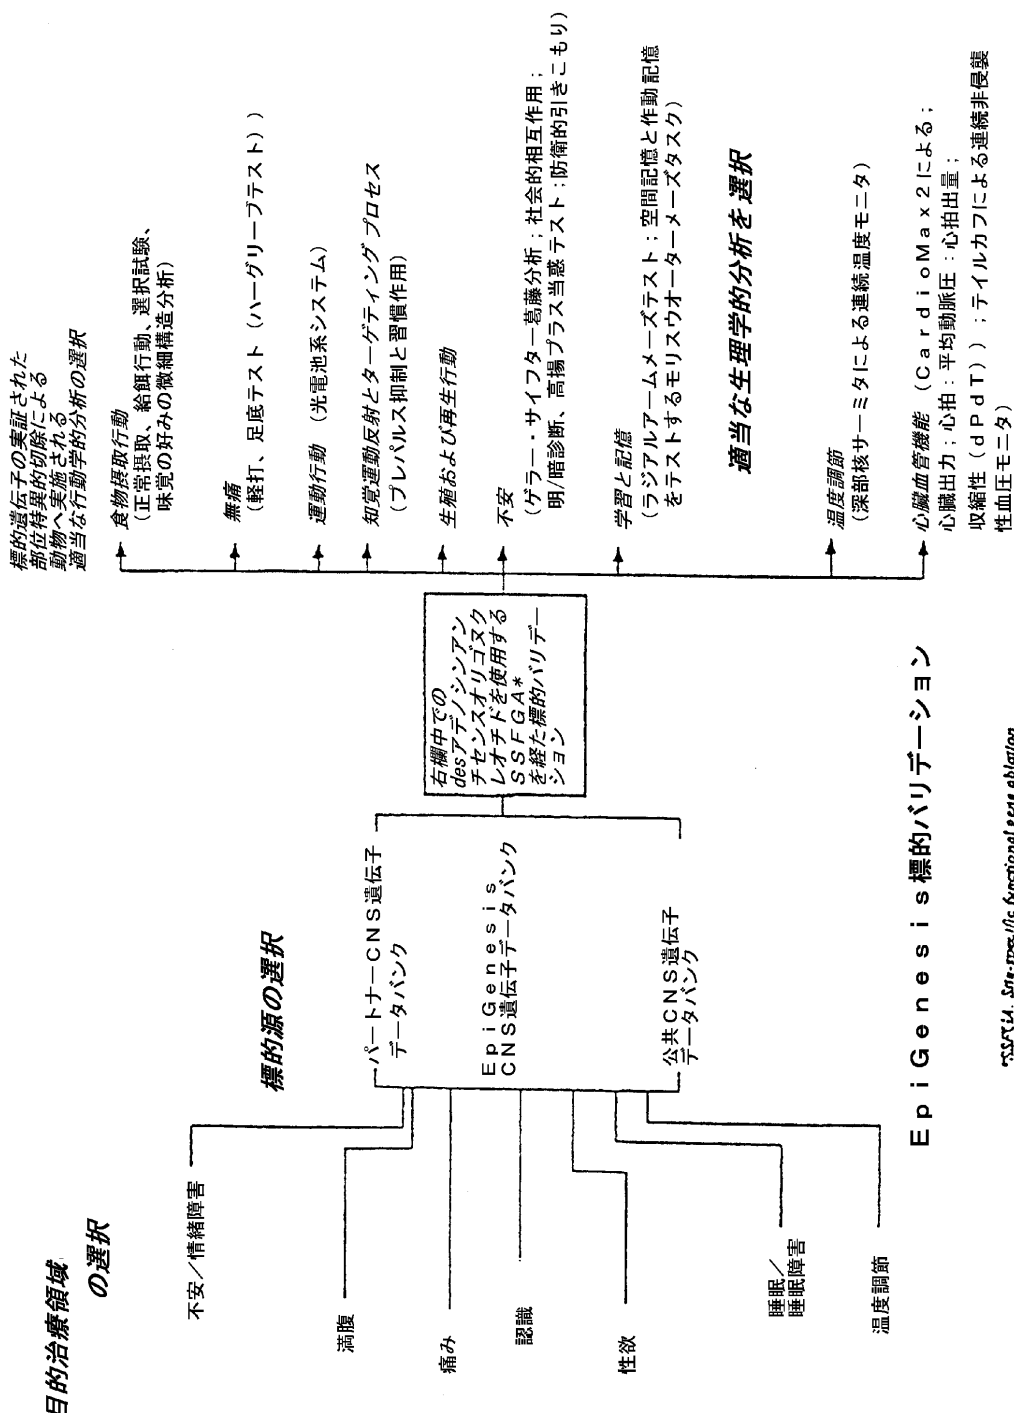 目的治療領域
の選択
不安／情緒障害
満腹
痛み
認識
性欲
睡眠／
睡眠障害
温度調節
標的源の選択
パートナーCNS遺伝子
データバンク
EpiGenesis
CNS遺伝子データバンク
公共CNS遺伝子
データバンク
右欄中での
desアデノシンアン
チセンスオリゴヌク
レオチドを使用する
SSFGA*
を経た標的バリデー
ション
標的遺伝子の実証された
部位特異的切除による
動物へ実施される
適当な行動学的分析の選択
食物摂取行動
(正常摂取、給餌行動、選択試験、
味覚の好みの微細構造分析)
無痛
(軽打、足底テスト（ハーグリーブテスト）)
運動行動 (光電池系システム)
知覚運動反射とターゲティングプロセス
(プレパルス抑制と習慣作用)
生殖および再生行動
不安
(ゲラー・サイフター葛藤分析；社会的相互作用；
明/暗診断、高揚プラス当惑テスト；防衛的引きこもり)
学習と記憶
(ラジアルアームメーズテスト；空間記憶と作動記憶
をテストするモリスウオーターメーズタスク)
適当な生理学的分析を選択
温度調節
(深部核サーミタによる連続温度モニタ)
心臓血管機能 (CardioMax2による；
心臓出力；心拍：平均動脈圧：心拍出量；
収縮性（dPdT）)；テイルカフによる連続非侵襲
性血圧モニタ)
EpiGenesis標的バリデーション
functional gene ablation